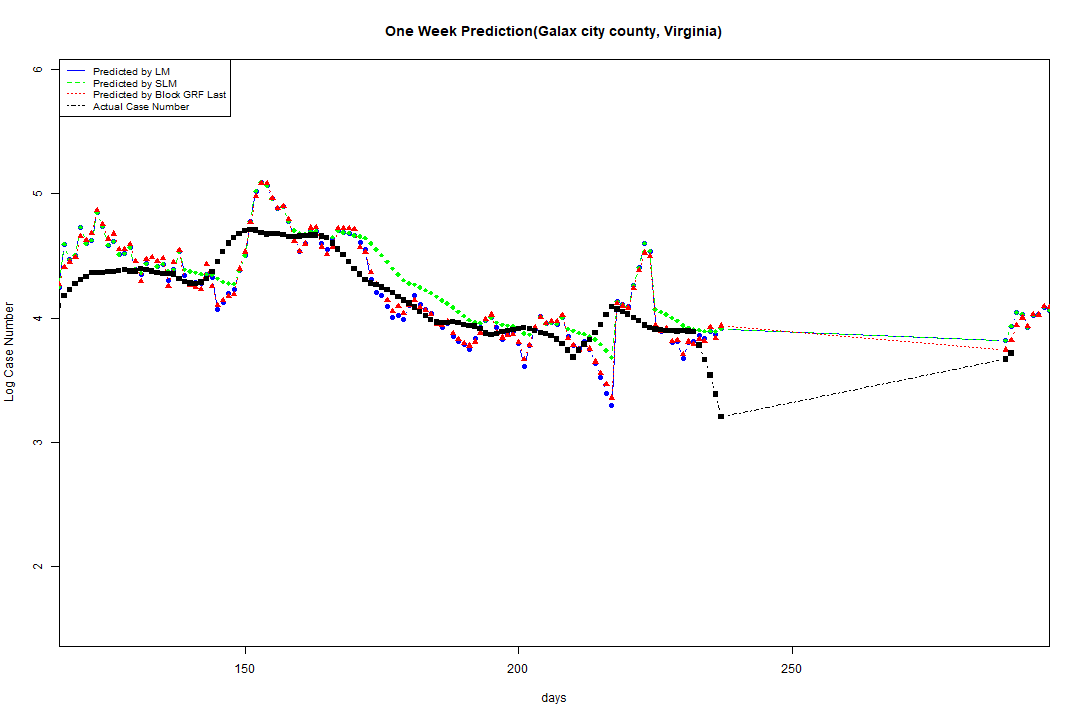 One Week Prediction(Galax city county, Virginia)
Predicted by LM
Predicted by SLM
Predicted by Block GRF Last
Actual Case Number
6
5
4
3
2
Log Case Number
150
200
250
days